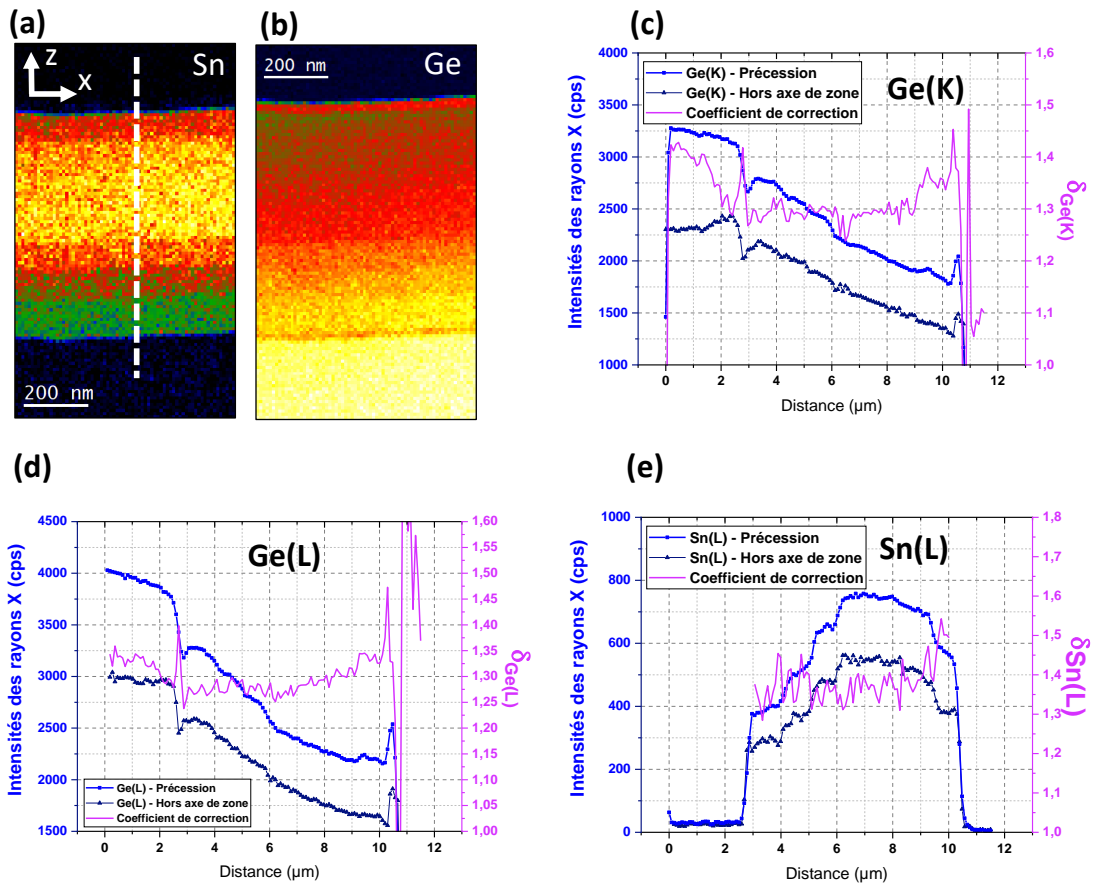 (a)
(b)
(c)
z
x
Sn
200 nm
200 nm
Ge
4000
3500
3000
2500
2000
1500
1000
Intensités des rayons X (cps)
Ge(K) - Précession
Ge(K) - Hors axe de zone
Coefficient de correction
Ge(K)
1,6
1,5
1,4
1,3
1,2
1,1
1,0
δGe(K)
0 2 4 6 8 10 12
Distance (µm)
(d)
(e)
4500
4000
3500
3000
2500
2000
1500
Intensités des rayons X (cps)
Ge(L)
Ge(L) - Précession
Ge(L) - Hors axe de zone
Coefficient de correction
1,60
1,55
1,50
1,45
1,40
1,35
1,30
1,25
1,20
1,15
1,10
1,05
1,00
δGe(L)
0 2 4 6 8 10 12
Distance (µm)
1000
800
600
400
200
0
Intensités des rayons X (cps)
Sn(L) - Précession
Sn(L) - Hors axe de zone
Coefficient de correction
Sn(L)
1,8
1,7
1,6
1,5
1,4
1,3
1,2
1,1
1,0
δSn(L)
0 2 4 6 8 10 12
Distance (µm)